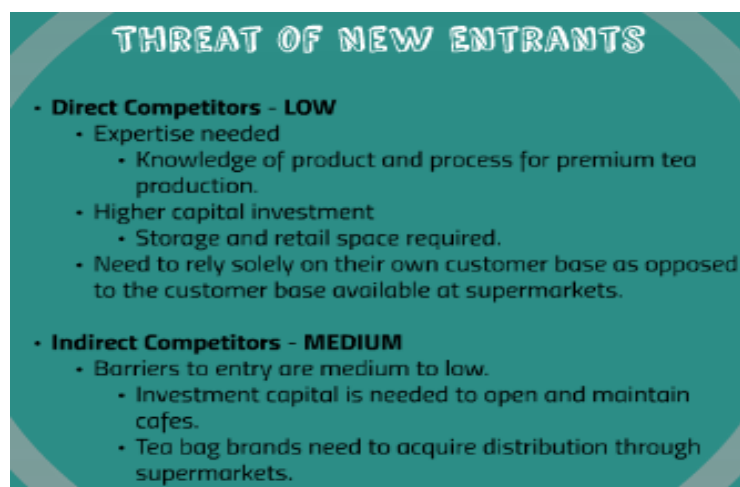 THREAT OF NEW ENTRANTS
• Direct Competitors - LOW
• Expertise needed
• Knowledge of product and process for premium tea
production.
• Higher capital investment
• Storage and retail space required.
• Need to rely solely on their own customer base as opposed
to the customer base available at supermarkets.
• Indirect Competitors - MEDIUM
• Barriers to entry are medium to low.
• Investment capital is needed to open and maintain
cafes.
• Tea bag brands need to acquire distribution through
supermarkets.